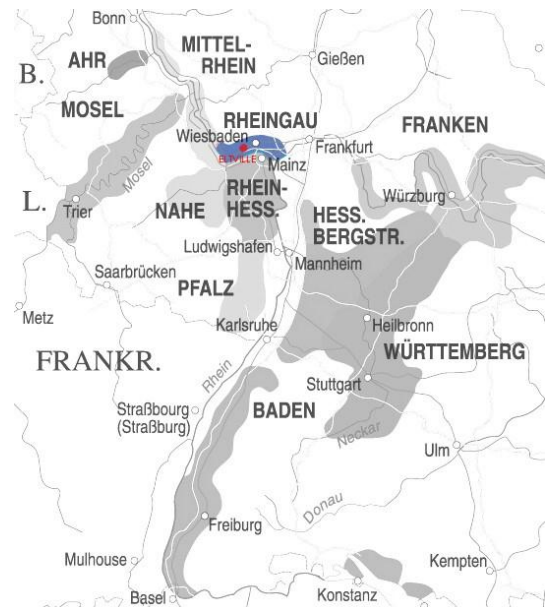 Bonn
MITTEL-
RHEIN
Gießen
AHR
B.
MOSEL
RHEINGAU
FRANKEN
Wiesbaden
Frankfurt
ELTVILLE
Mainz
Mosel
RHEIN-
HESS.
Würzburg
L.
Trier
NAHE
HESS.
BERGSTR.
Ludwigshafen
Mannheim
Saarbrücken
PFALZ
Metz
Karlsruhe
Heilbronn
FRANKR.
WÜRTTEMBERG
Rhein
Stuttgart
Straßbourg
(Straßburg)
BADEN
Neckar
Ulm
Donau
Freiburg
Mulhouse
Kempten
Basel
Konstanz